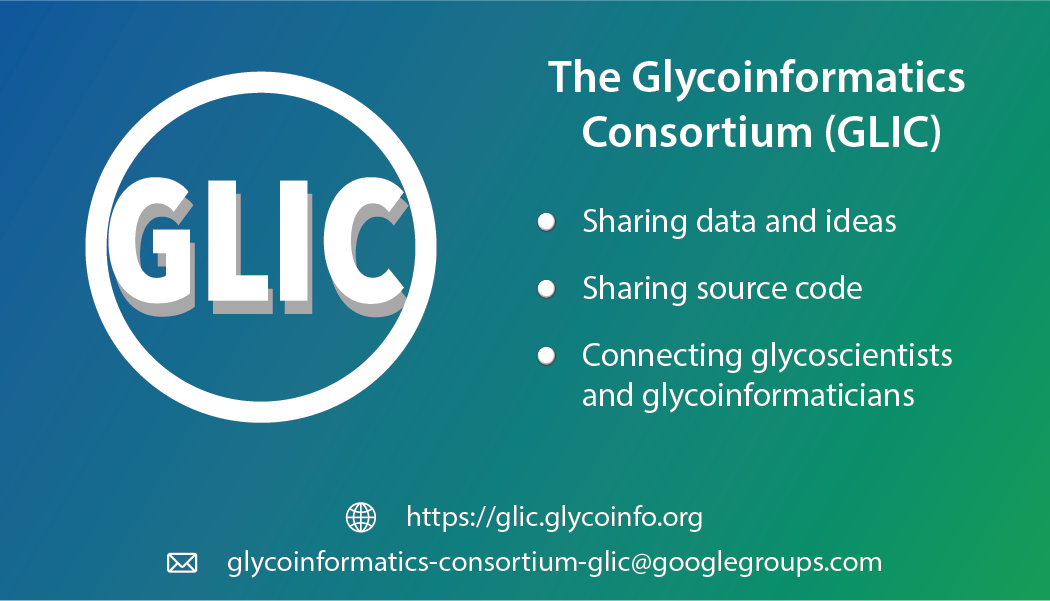 GLIC
The Glycoinformatics
Consortium (GLIC)
Sharing data and ideas
Sharing source code
Connecting glycoscientists
and glycoinformaticians
https://glic.glycoinfo.org
glycoinformatics-consortium-glic@googlegroups.com